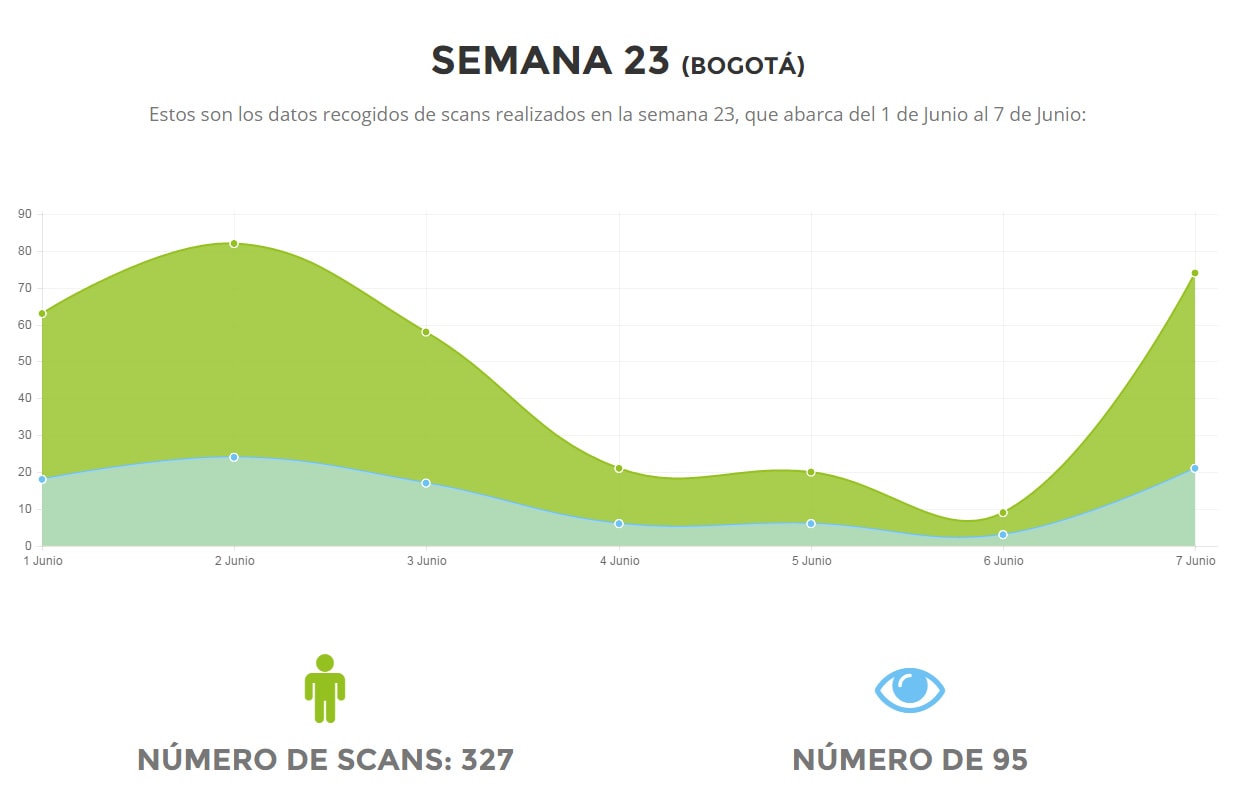 SEMANA 23 (BOGOTÁ)
Estos son los datos recogidos de scans realizados en la semana 23, que abarca del 1 de Junio al 7 de Junio:
90
80
70
60
50
40
30
20
10
0
1 Junio 2 Junio 3 Junio 4 Junio 5 Junio 6 Junio 7 Junio
NÚMERO DE SCANS: 327
NÚMERO DE 95